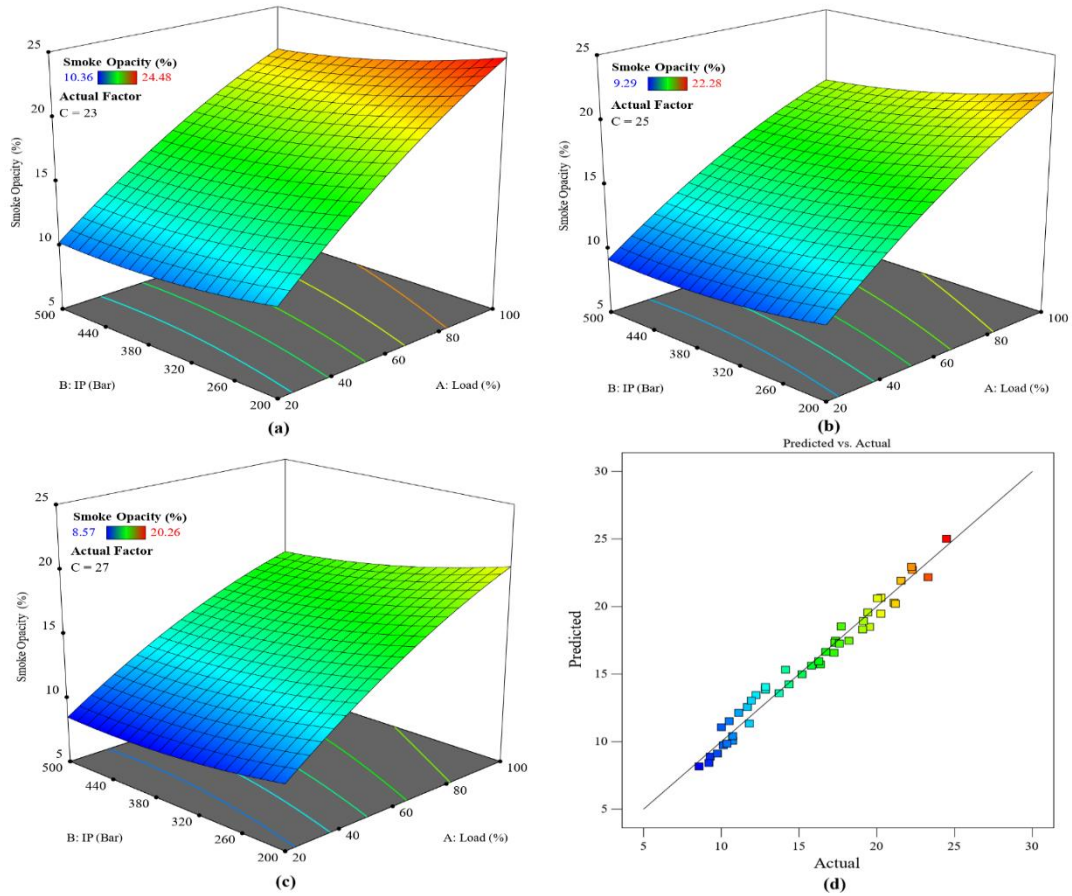 25
20
15
10
5
Smoke Opacity (%)
Smoke Opacity (%)
10.36 24.48
Actual Factor
C = 23
500
440
380
320
260
200
20
40
60
80
100
B: IP (Bar)
A: Load (%)
(a)
25
20
15
10
5
Smoke Opacity (%)
Smoke Opacity (%)
9.29 22.28
Actual Factor
C = 25
500
440
380
320
260
200
20
40
60
80
100
B: IP (Bar)
A: Load (%)
(b)
25
20
15
10
5
Smoke Opacity (%)
Smoke Opacity (%)
8.57 20.26
Actual Factor
C = 27
500
440
380
320
260
200
20
40
60
80
100
B: IP (Bar)
A: Load (%)
(c)
Predicted vs. Actual
30
25
20
15
10
5
Predicted
5 10 15 20 25 30
Actual
(d)